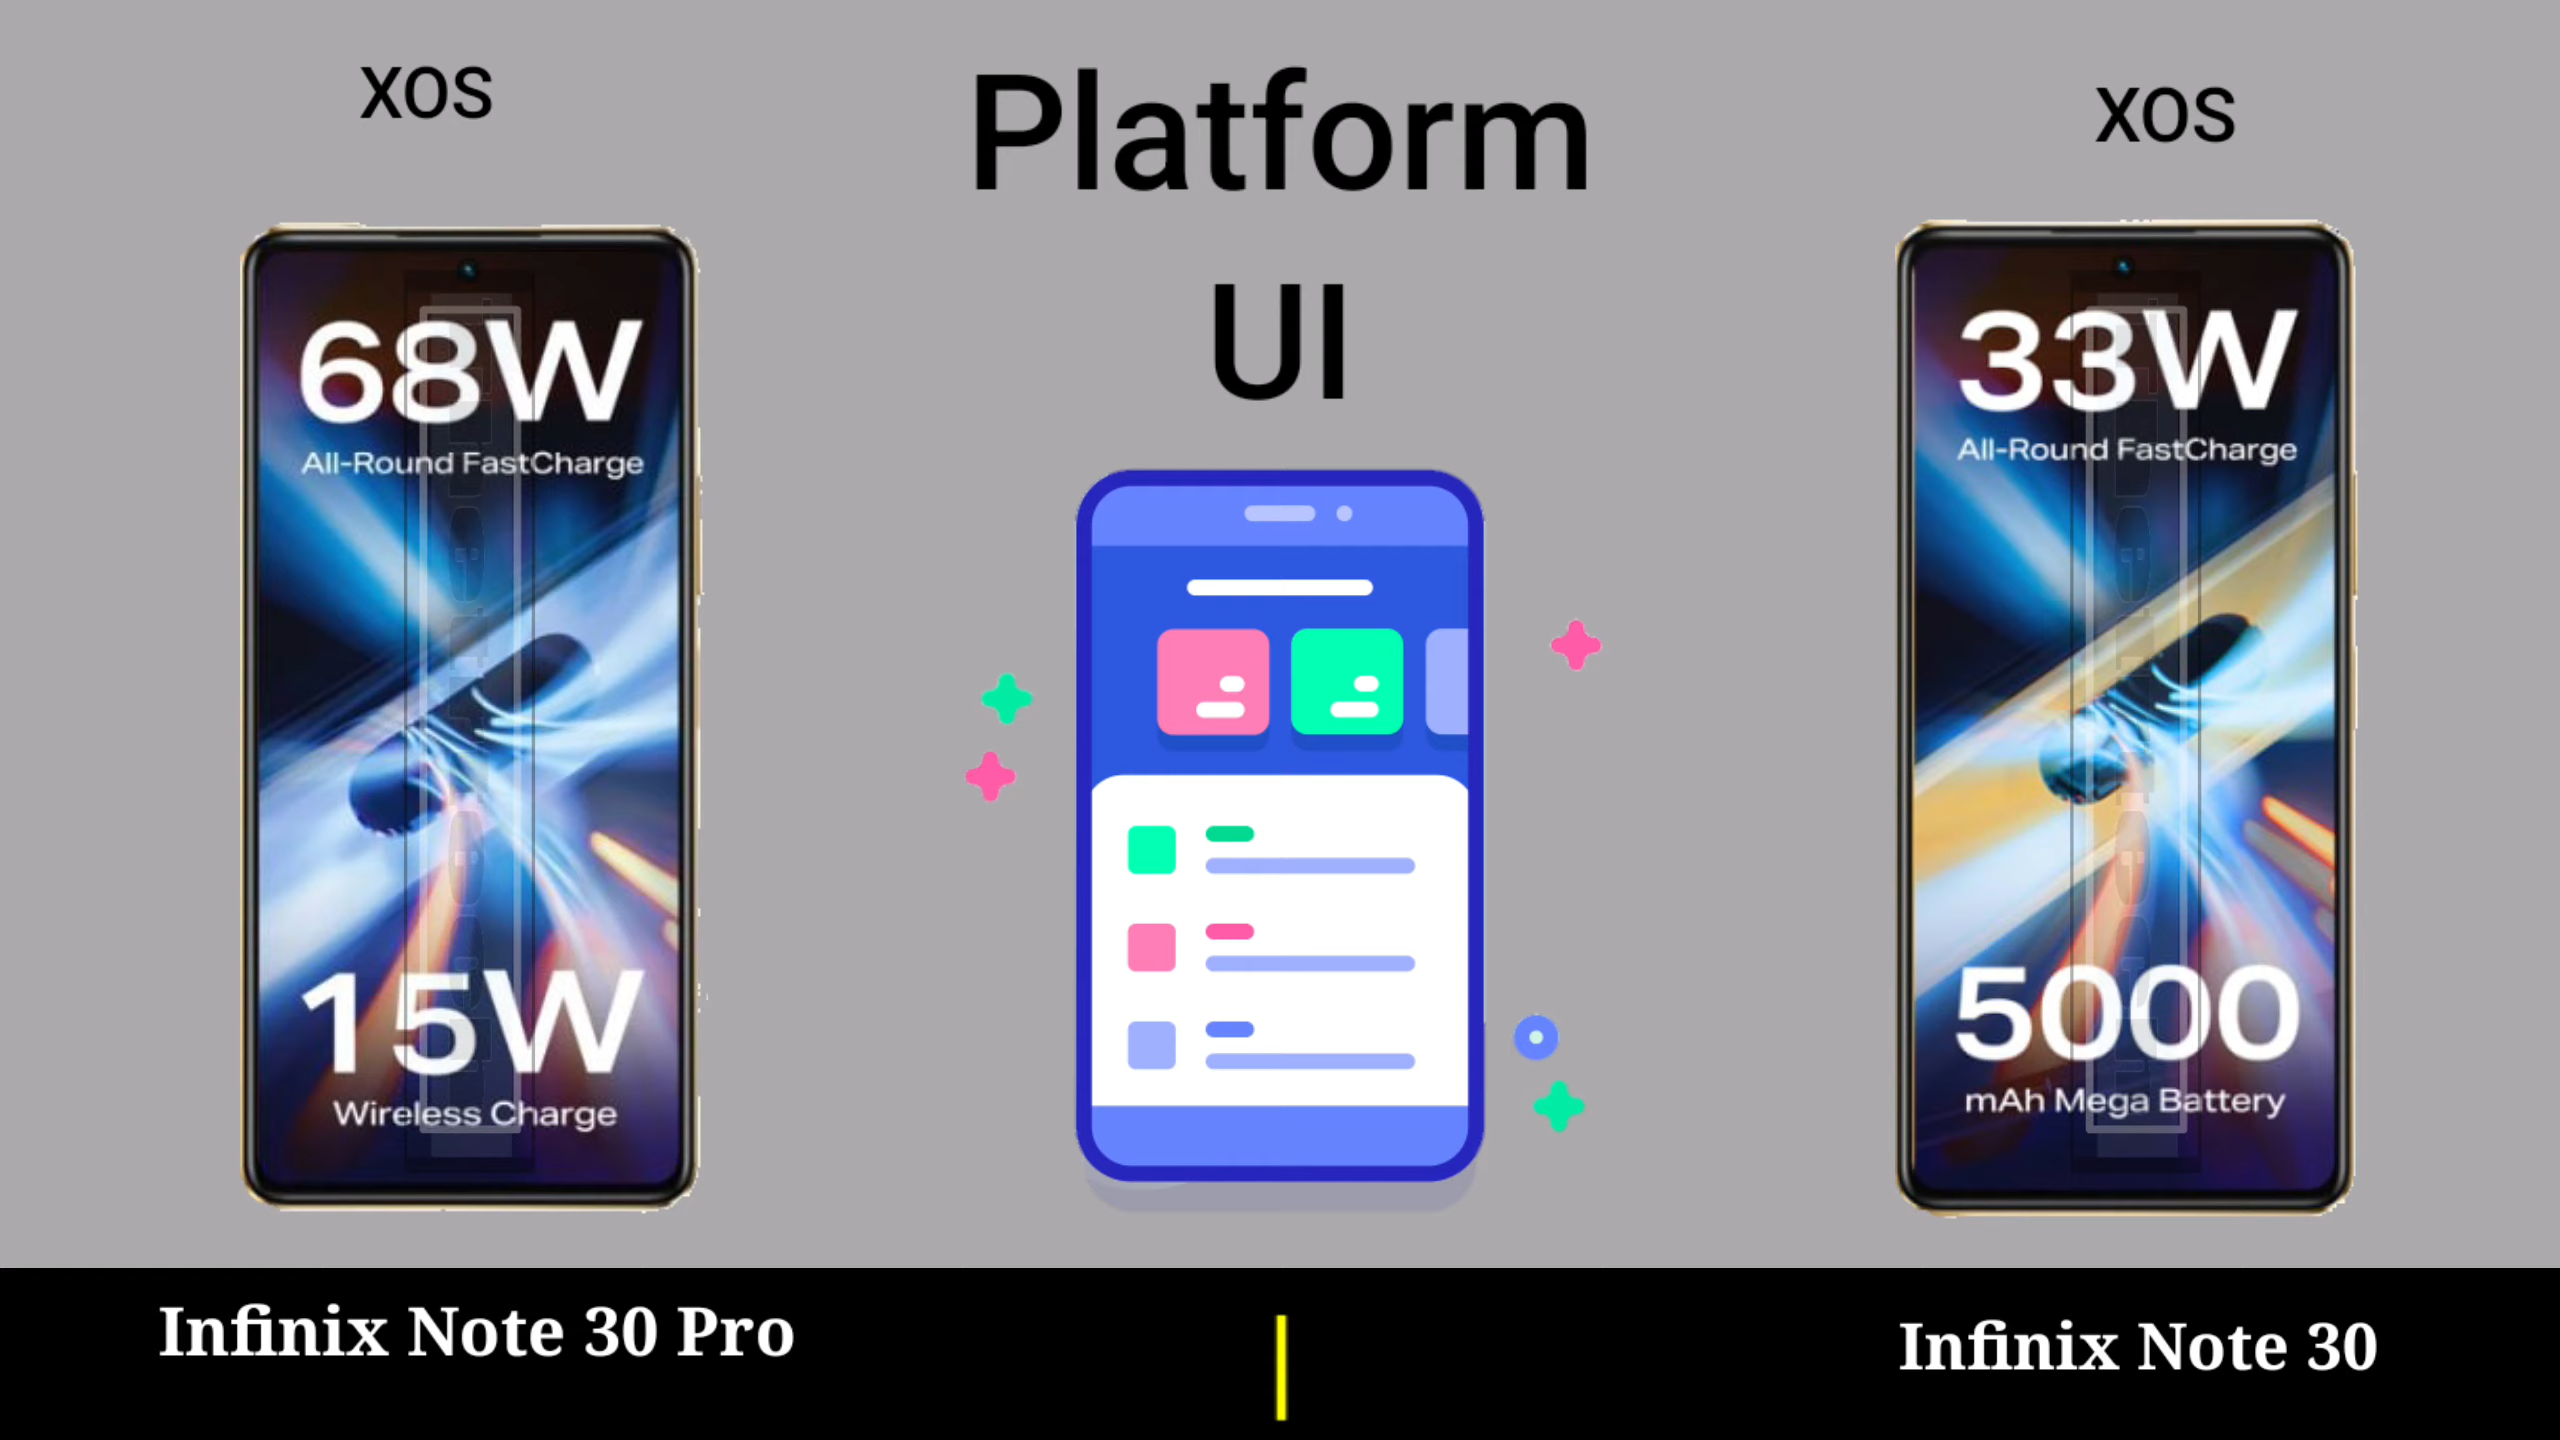 XOS
Platform
UI
XOS
68W
All-Round FastCharge
15W
Wireless Charge
33W
All-Round FastCharge
5000
mAh Mega Battery
Infinix Note 30 Pro
Infinix Note 30